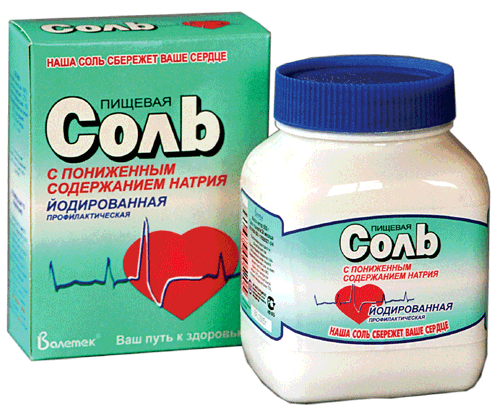 НАША СОЛЬ СБЕРЕЖЕТ ВАШЕ СЕРДЦЕ
ПИЩЕВАЯ
Соль
С ПОНИЖЕННЫМ
СОДЕРЖАНИЕМ НАТРИЯ
ЙОДИРОВАННАЯ
ПРОФИЛАКТИЧЕСКАЯ
Валетек
Ваш путь к здоровь
ПИЩЕВАЯ
Соль
С ПОНИЖЕННЫМ
СОДЕРЖАНИЕМ НАТРИЯ
ЙОДИРОВАННАЯ
ПРОФИЛАКТИЧЕСКАЯ
НАША СОЛЬ СБЕРЕЖЕТ ВАШЕ СЕРДЦЕ